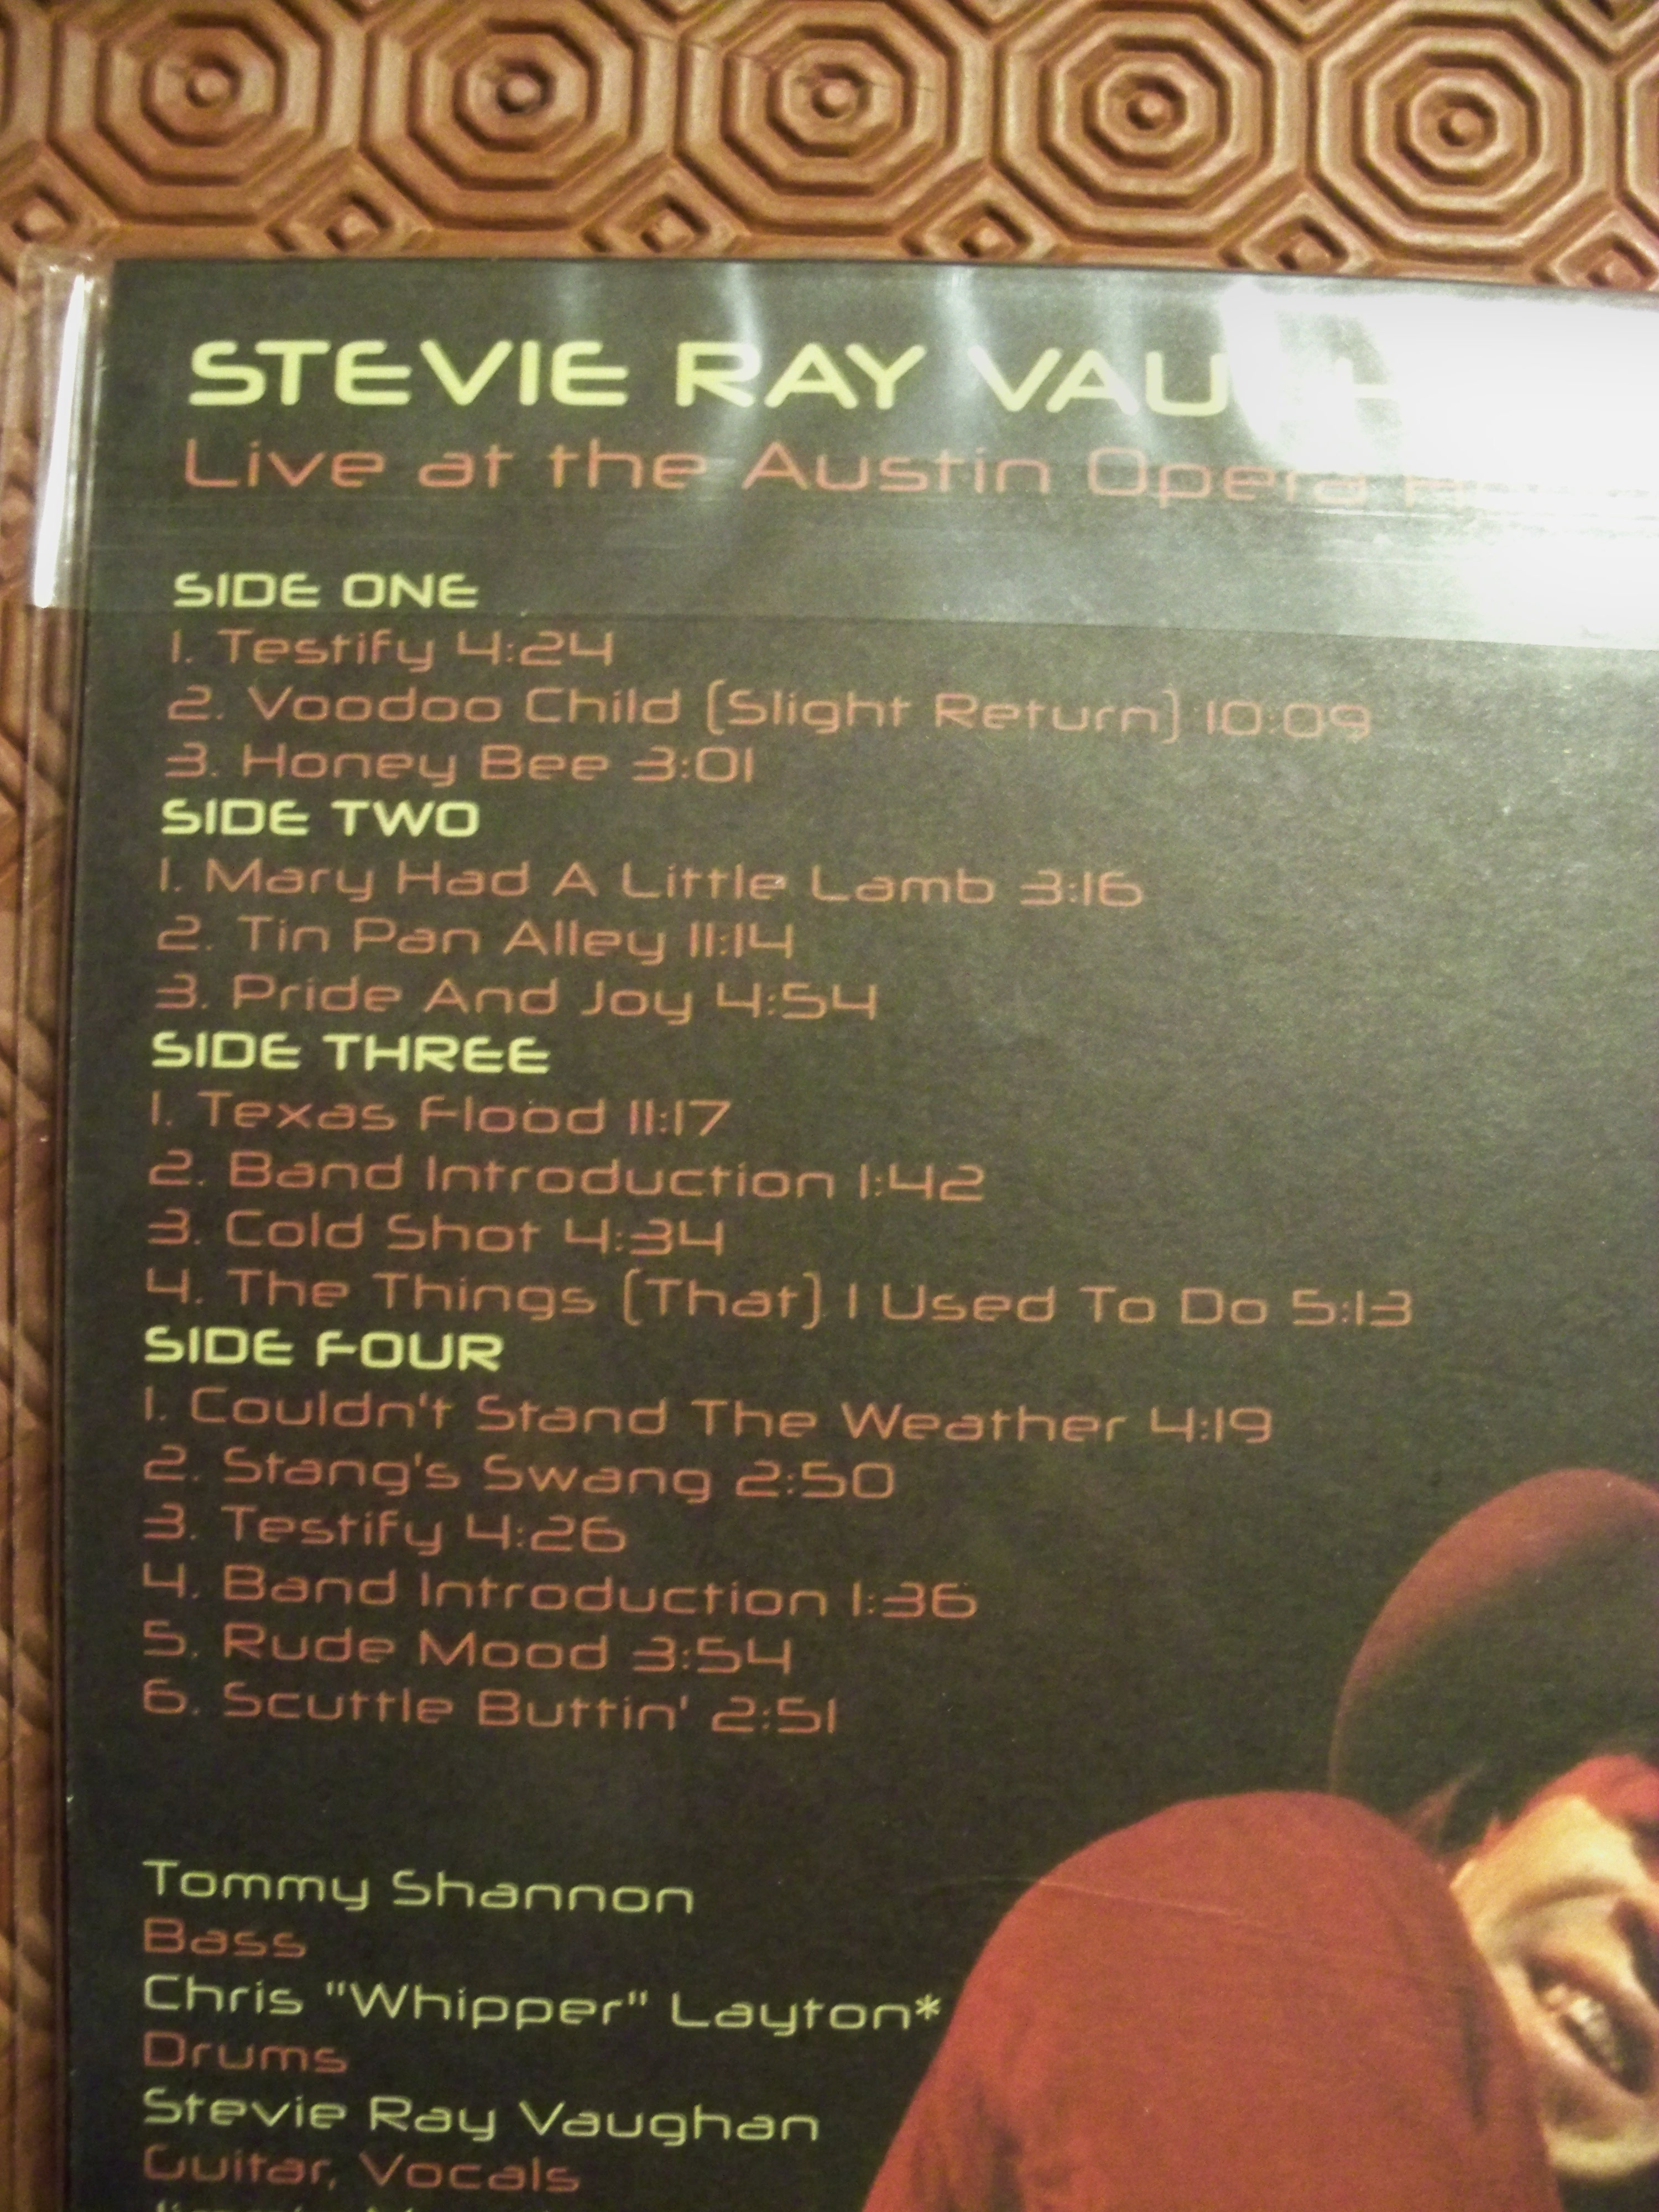 STEVIE RAY
Live at the Austin Opera
SIDE ONE
1. Testify 4:24
2. Voodoo Child (Slight Return) 10:09
3. Honey Bee 3:01
SIDE TWO
1. Mary Had A Little Lamb 3:16
2. Tin Pan Alley 11:14
3. Pride And Joy 4:54
SIDE THREE
1. Texas Flood 11:17
2. Band Introduction 1:42
3. Cold Shot 4:34
4. The Things (That) I Used To Do 5:13
SIDE FOUR
1. Couldn't Stand The Weather 4:19
2. Stang's Swang 2:50
3. Testify 4:26
4. Band Introduction 1:36
5. Rude Mood 3:54
6. Scuttle Buttin' 2:51
Tommy Shannon
Bass
Chris "Whipper" Layton*
Drums
Stevie Ray Vaughan
Guitar, Vocals